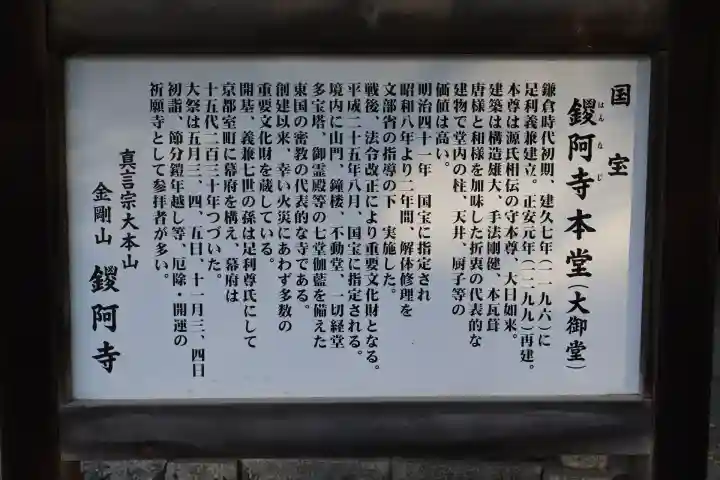 国宝
鑁阿寺本堂(大御堂)
ばんなじ
鎌倉時代初期、建久七年(一一九六)に
足利義兼建立。正安元年(一二九九)再建。
本尊は源氏相伝の守本尊、大日如来。
建築は構造雄大、手法剛健、本瓦葺
唐様と和様を加味した折衷の代表的な
建物で堂内の柱、天井、厨子等の
価値は高い。
明治四十一年 国宝に指定され
昭和八年より二年間、解体修理を
文部省の指導の下 実施した。
戦後、法令改正により重要文化財となる。
平成二十五年八月、国宝に指定される。
境内に山門、鐘楼、不動堂、一切経堂
多宝塔、御霊殿等の七堂伽藍を備えた
東国の密教の代表的な寺である。
創建以来、幸い火災にあわず多数の
重要文化財を蔵している。
開基、義兼七世の孫は足利尊氏にして
京都室町に幕府を構え、幕府は
十五代二百三十年つづいた。
大祭は五月三、四、五日、十一月三、四日
初詣、節分鎧年越し等、厄除・開運の
祈願寺として参拝者が多い。
真言宗大本山
金剛山 鑁阿寺